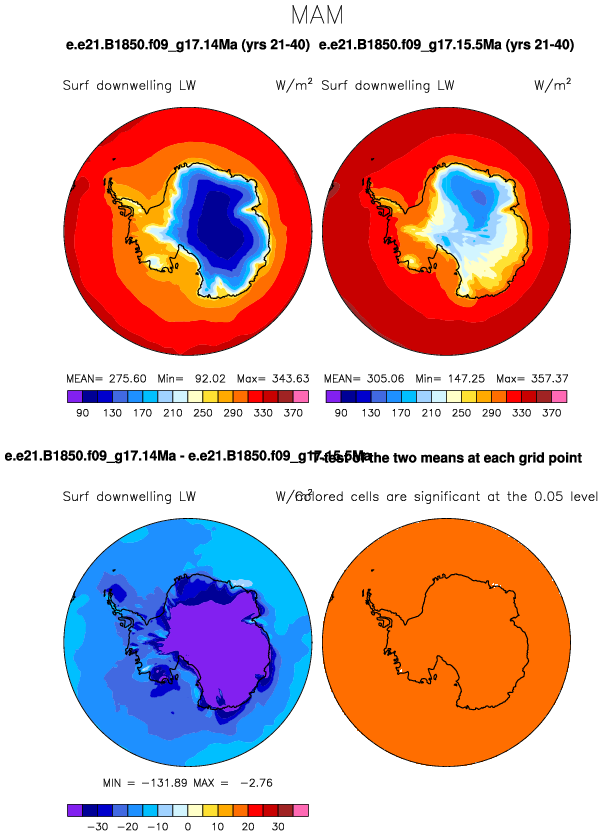 MAM
e.e21.B1850.f09_g17.14Ma (yrs 21-40) e.e21.B1850.f09_g17.15.5Ma (yrs 21-40)
Surf downwelling LW W/m² Surf downwelling LW W/m²
MEAN= 275.60 Min= 92.02 Max= 343.63 MEAN= 305.06 Min= 147.25 Max= 357.37
90 130 170 210 250 290 330 370 90 130 170 210 250 290 330 370
e.e21.B1850.f09_g17.14Ma - e.e21.B1850.f09_g17.15.5Ma T-test of the two means at each grid point
Surf downwelling LW W/m² Colored cells are significant at the 0.05 level
MIN = -131.89 MAX = -2.76
-30 -20 -10 0 10 20 30